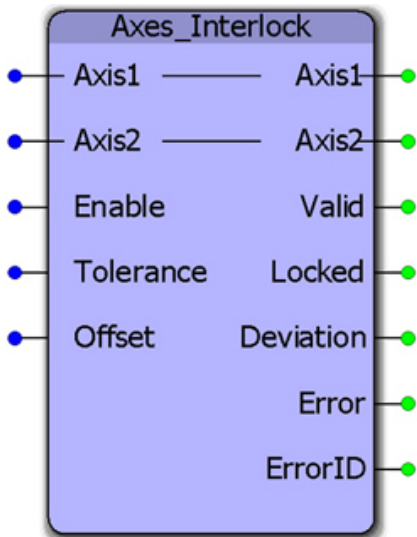 Axes_Interlock
Axis1 Axis1
Axis2 Axis2
Enable Valid
Tolerance Locked
Offset Deviation
Error
ErrorID